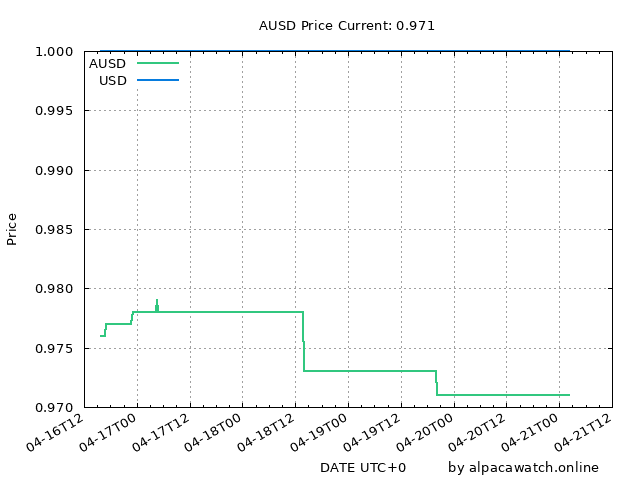 AUSD Price Current: 0.971
1.000
AUSD
USD
0.995
0.990
0.985
Price
0.980
0.975
0.970
04-16T12
04-17T00
04-17T12
04-18T00
04-18T12
04-19T00
04-19T12
04-20T00
04-20T12
04-21T00
04-21T12
DATE UTC+0 by alpacawatch.online